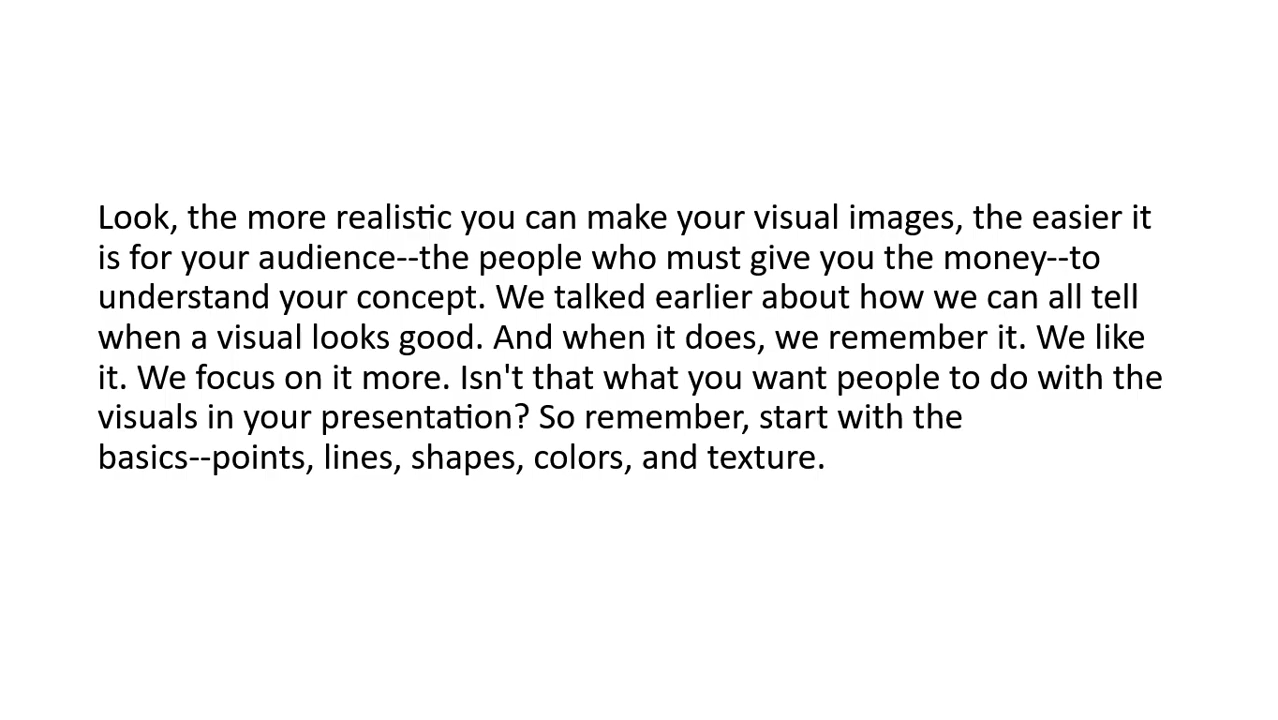 Look, the more realistic you can make your visual images, the easier it
is for your audience--the people who must give you the money--to
understand your concept. We talked earlier about how we can all tell
when a visual looks good. And when it does, we remember it. We like
it. We focus on it more. Isn't that what you want people to do with the
visuals in your presentation? So remember, start with the
basics--points, lines, shapes, colors, and texture.